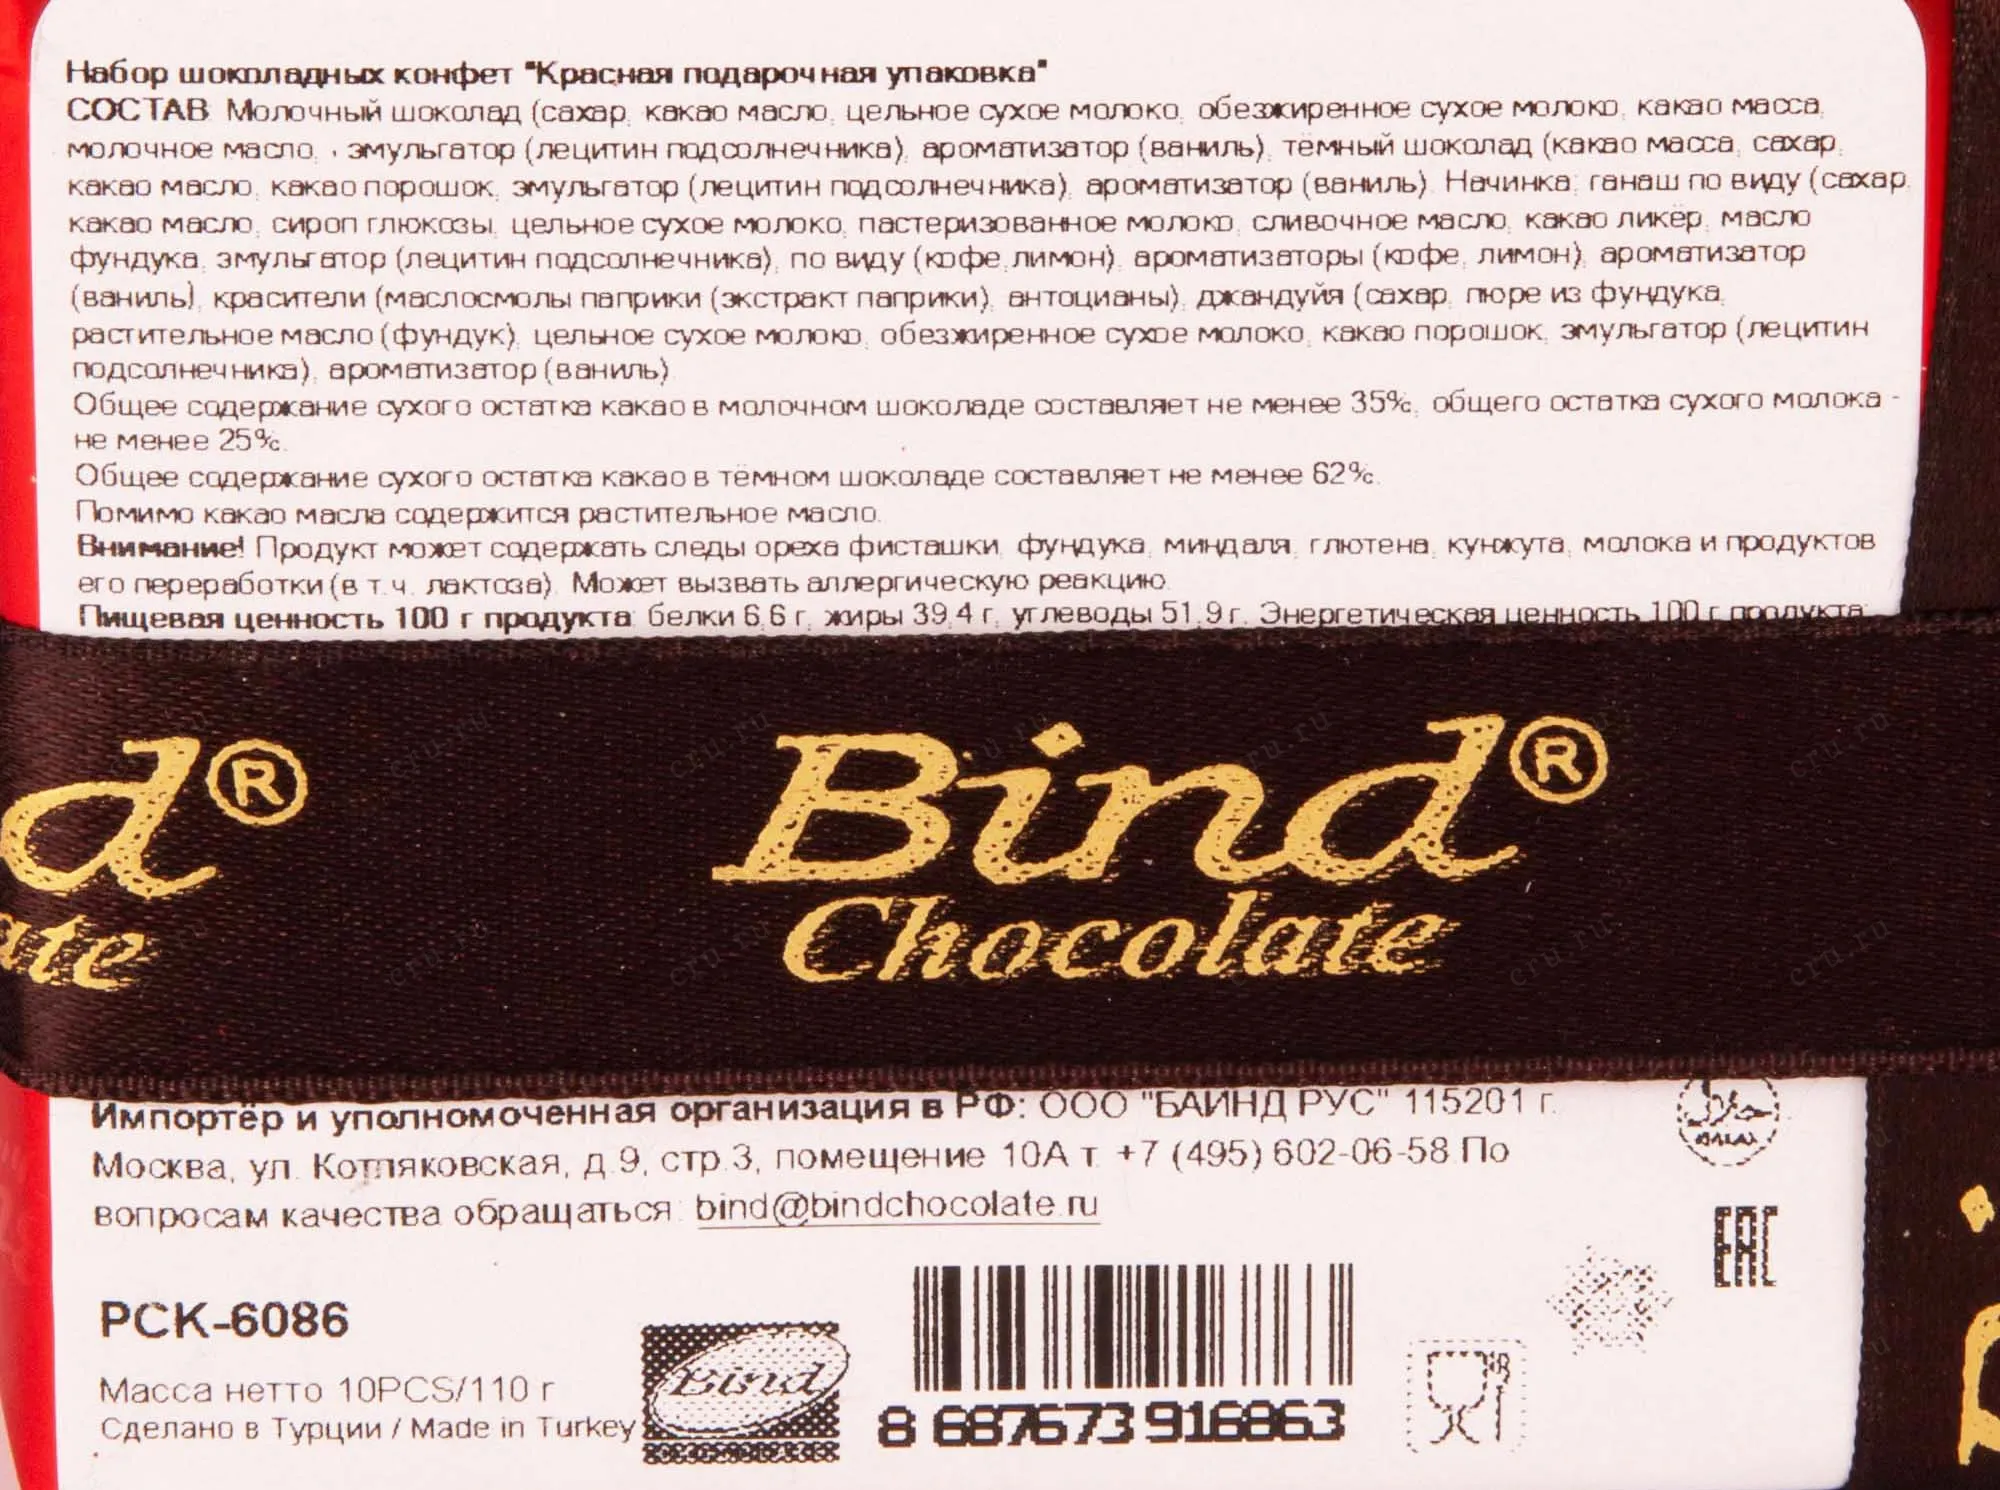 Набор шоколадных конфет "Красная подарочная упаковка"
СОСТАВ: Молочный шоколад (сахар, какао масло, цельное сухое молоко, обезжиренное сухое молоко, какао масса,
молочное масло, , эмульгатор (лецитин подсолнечника), ароматизатор (ваниль), тёмный шоколад (какао масса, сахар,
какао масло, какао порошок, эмульгатор (лецитин подсолнечника), ароматизатор (ваниль). Начинка: ганаш по виду (сахар,
какао масло, сироп глюкозы, цельное сухое молоко, пастеризованное молоко, сливочное масло, какао ликёр, масло
фундука, эмульгатор (лецитин подсолнечника), по виду (кофе, лимон), ароматизаторы (кофе, лимон), ароматизатор
(ваниль), красители (маслосмолы паприки (экстракт паприки), антоцианы), джандуйя (сахар, пюре из фундука,
растительное масло (фундук), цельное сухое молоко, обезжиренное сухое молоко, какао порошок, эмульгатор (лецитин
подсолнечника), ароматизатор (ваниль).
Общее содержание сухого остатка какао в молочном шоколаде составляет не менее 35%, общего остатка сухого молока -
не менее 25%.
Общее содержание сухого остатка какао в тёмном шоколаде составляет не менее 62%.
Помимо какао масла содержится растительное масло.
Внимание! Продукт может содержать следы ореха фисташки, фундука, миндаля, глютена, кунжута, молока и продуктов
его переработки (в т.ч. лактоза). Может вызвать аллергическую реакцию.
Пищевая ценность 100 г продукта: белки 6,6 г, жиры 39,4 г, углеводы 51,9 г. Энергетическая ценность 100 г продукта:
d®
Bind®
ate
Chocolate
Импортёр и уполномоченная организация в РФ: ООО "БАИНД РУС" 115201 г.
Москва, ул. Котляковская, д.9, стр.3, помещение 10А т. +7 (495) 602-06-58 По
вопросам качества обращаться: bind@bindchocolate.ru
HALAL
EAC
РСК-6086
Bind
Масса нетто 10PCS/110 г
Сделано в Турции / Made in Turkey
8 687673 916863
cru.ru